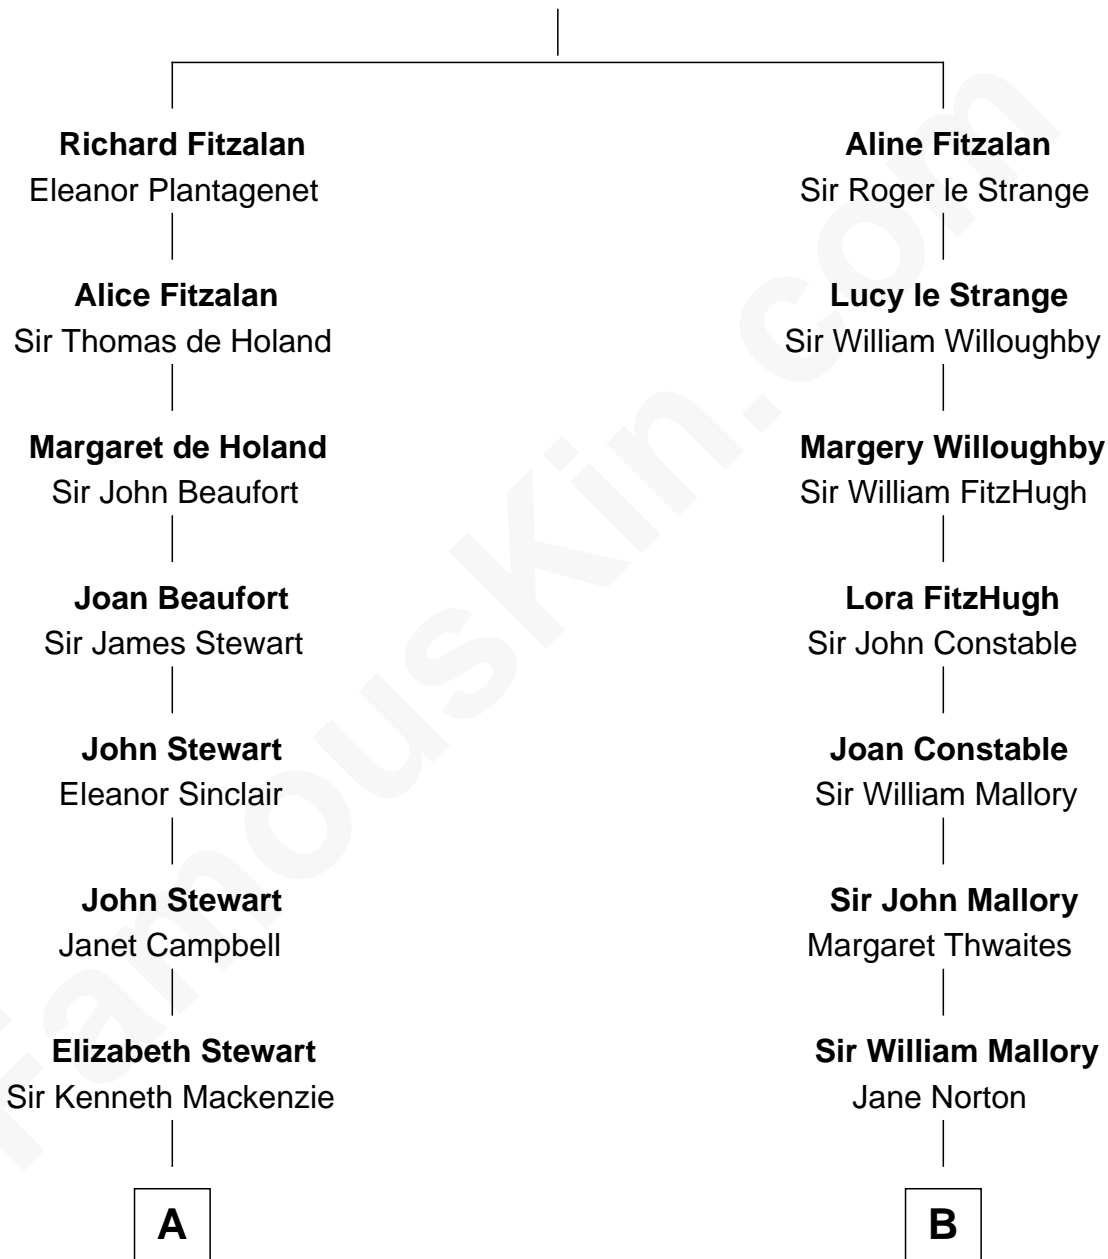 Richard Fitzalan
Eleanor Plantagenet
Alice Fitzalan
Sir Thomas de Holand
Margaret de Holand
Sir John Beaufort
Joan Beaufort
Sir James Stewart
John Stewart
Eleanor Sinclair
John Stewart
Janet Campbell
Elizabeth Stewart
Sir Kenneth Mackenzie
A
Aline Fitzalan
Sir Roger le Strange
Lucy le Strange
Sir William Willoughby
Margery Willoughby
Sir William FitzHugh
Lora FitzHugh
Sir John Constable
Joan Constable
Sir William Mallory
Sir John Mallory
Margaret Thwaites
Sir William Mallory
Jane Norton
B
FamousKin.com